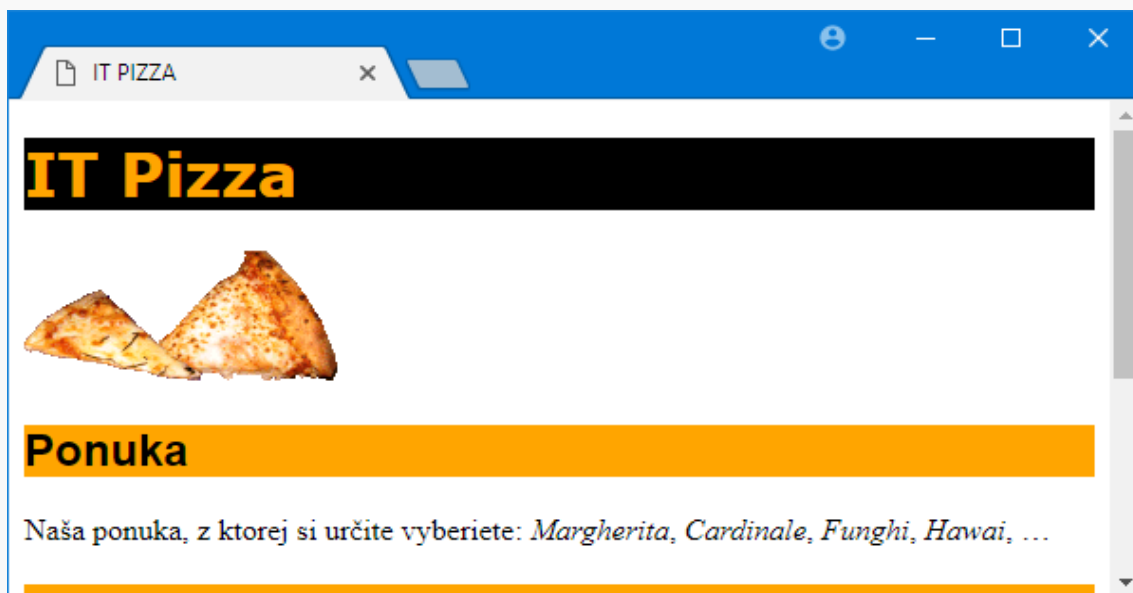 IT PIZZA
IT Pizza
Ponuka
Naša ponuka, z ktorej si určite vyberiete: Margherita, Cardinale, Funghi, Hawai, …